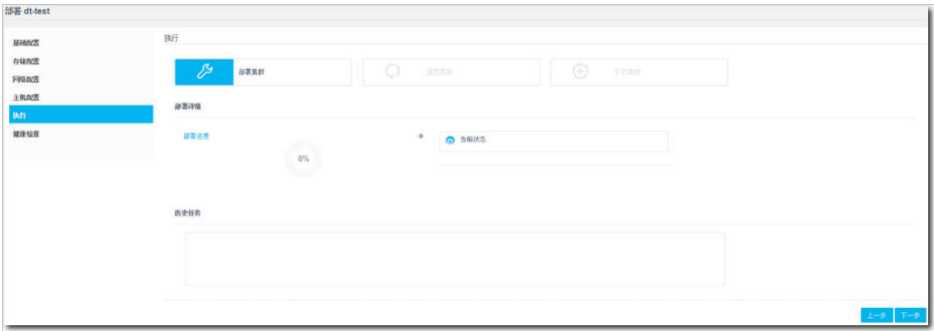 部署 dt-test
基础配置
存储配置
网络配置
主机配置
执行
健康检查
执行
部署集群
部署详情
部署进度
0%
当前状态
历史任务
上一步
下一步